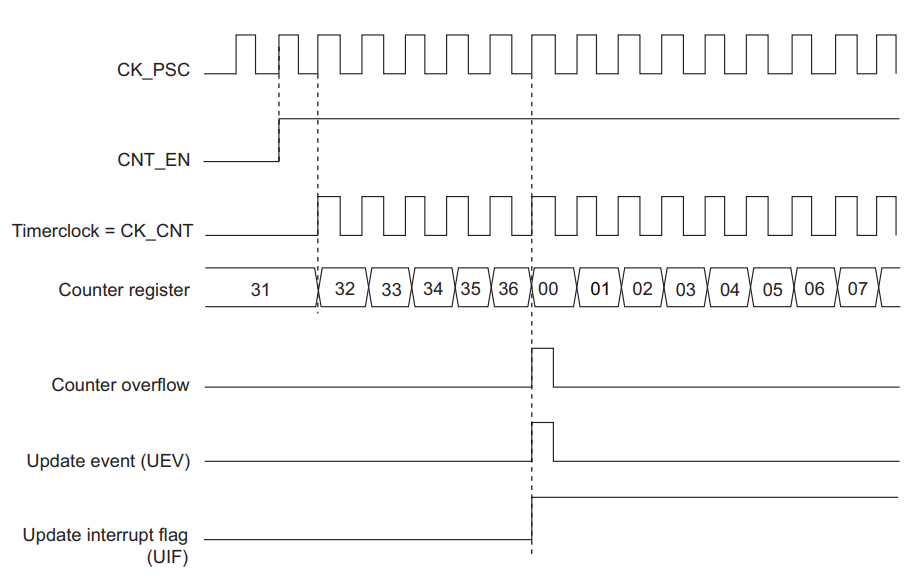 CK_PSC
CNT_EN
Timerclock = CK_CNT
Counter register 31 32 33 34 35 36 00 01 02 03 04 05 06 07
Counter overflow
Update event (UEV)
Update interrupt flag
(UIF)